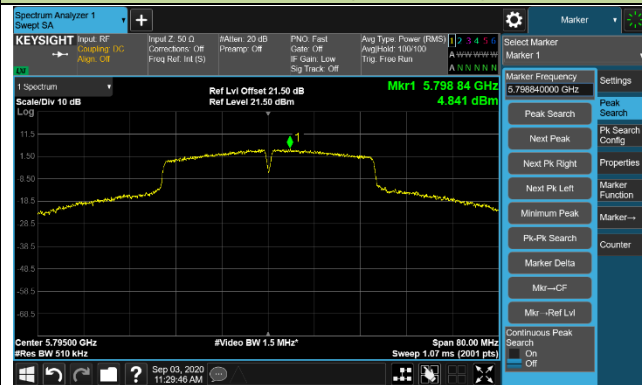 Spectrum Analyzer 1
Swept SA
Marker
KEYSIGHT
Input: RF
Coupling: DC
Align: Off
Input Z: 50 Ω
Corrections: Off
Freq Ref: Int (S)
#Atten: 20 dB
Preamp: Off
PNO: Fast
Gate: Off
IF Gain: Low
Sig Track: Off
Avg Type: Power (RMS)
Avg|Hold: 100/100
Trig: Free Run
1 2 3 4 5 6
A W W W W W
A N N N N N
LXI
Select Marker
Marker 1
1 Spectrum
Scale/Div 10 dB
Log
Ref Lvl Offset 21.50 dB
Ref Level 21.50 dBm
Mkr1 5.798 84 GHz
4.841 dBm
11.5
1.50
-8.50
-18.5
-28.5
-38.5
-48.5
-58.5
-68.5
1
Center 5.79500 GHz
#Res BW 510 kHz
#Video BW 1.5 MHz*
Span 80.00 MHz
Sweep 1.07 ms (2001 pts)
Marker Frequency
5.798840000 GHz
Peak Search
Next Peak
Next Pk Right
Next Pk Left
Minimum Peak
Pk-Pk Search
Marker Delta
Mkr→CF
Mkr→Ref Lvl
Continuous Peak
Search
On
Off
Settings
Peak
Search
Pk Search
Config
Properties
Marker
Function
Marker→
Counter
Sep 03, 2020
11:29:46 AM